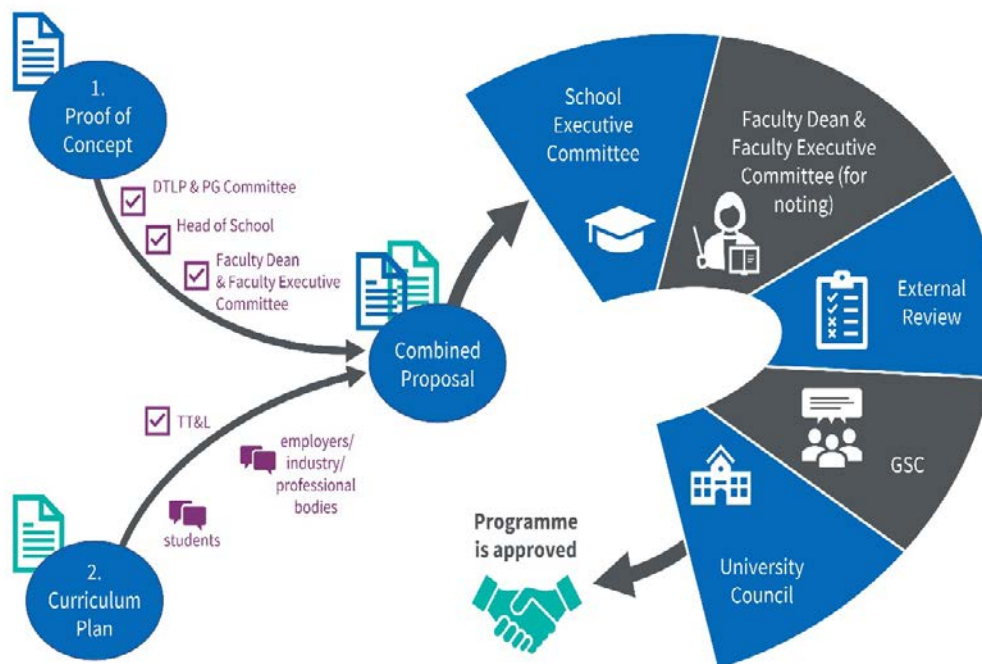 1.
Proof of
Concept
DTLP & PG Committee
Head of School
Faculty Dean
& Faculty Executive
Committee
Combined
Proposal
TT&L
employers/
industry/
professional
bodies
students
2.
Curriculum
Plan
School
Executive
Committee
Faculty Dean &
Faculty Executive
Committee (for
noting)
External
Review
GSC
University
Council
Programme
is approved